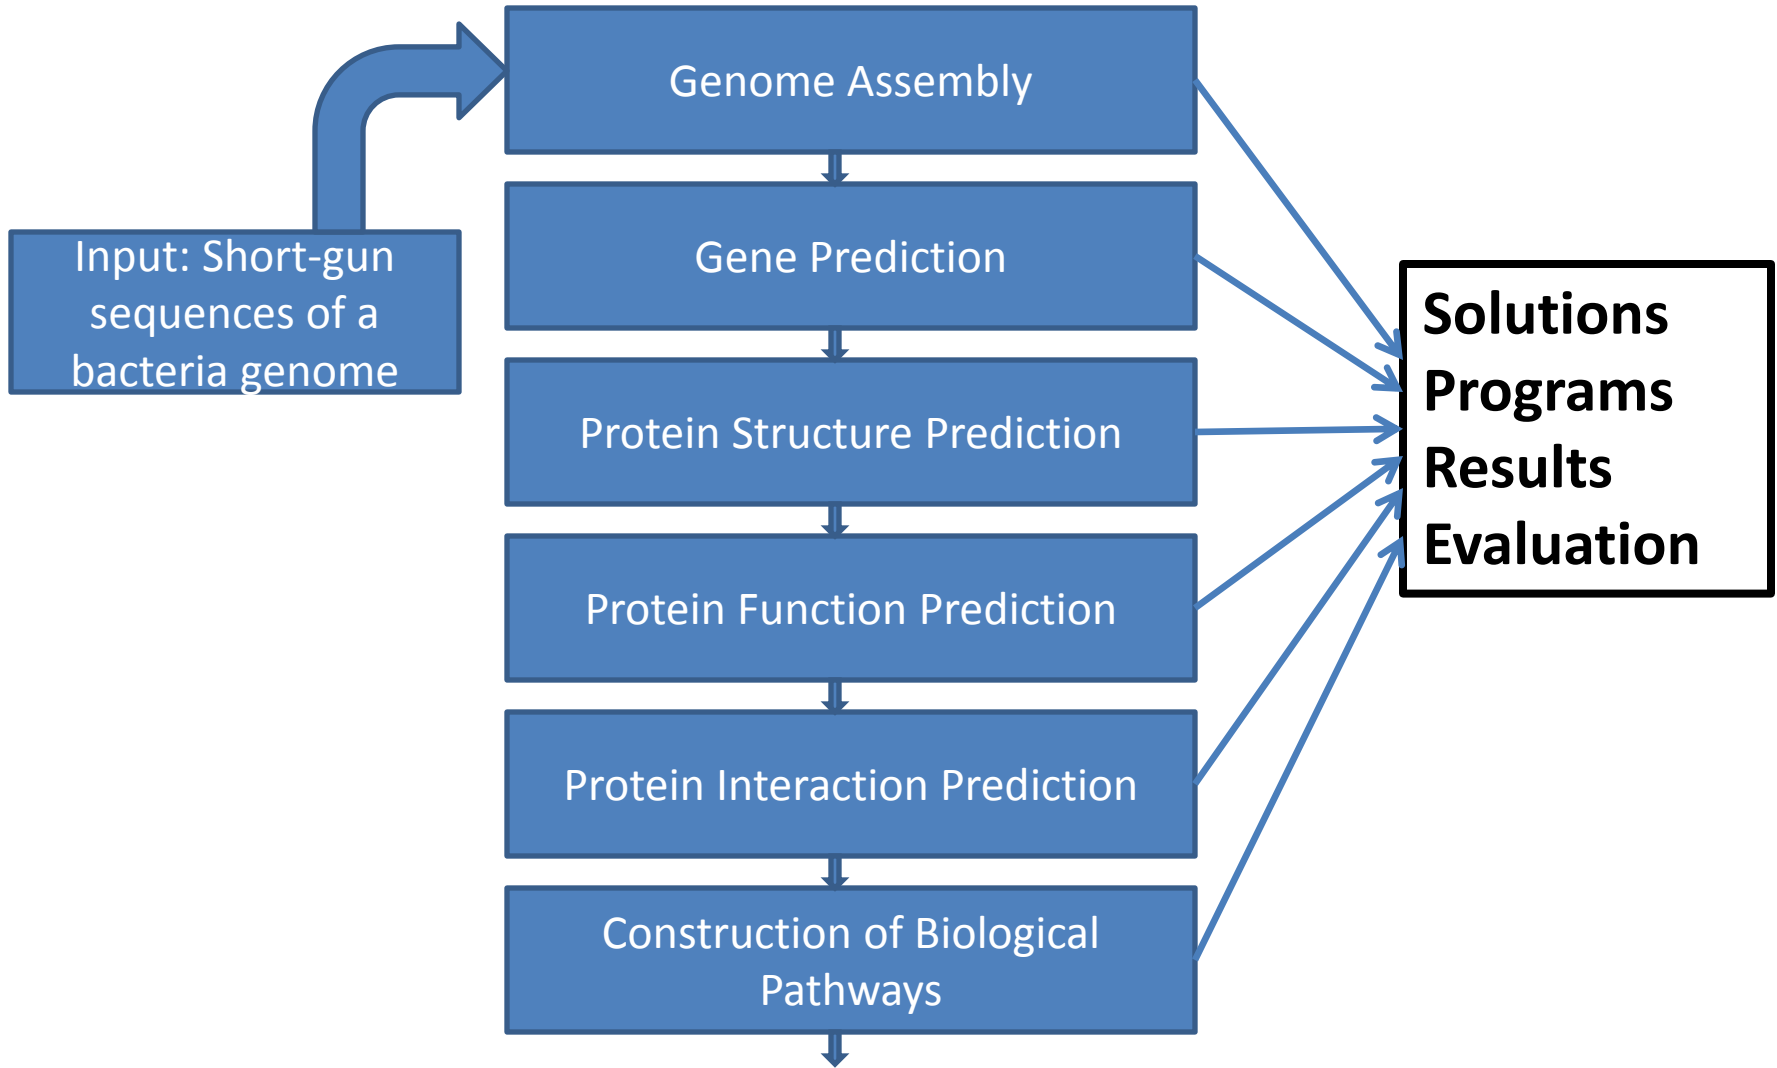 Genome Assembly
Gene Prediction
Input: Short-gun
sequences of a
bacteria genome
Protein Structure Prediction
Protein Function Prediction
Protein Interaction Prediction
Construction of Biological
Pathways
Solutions
Programs
Results
Evaluation